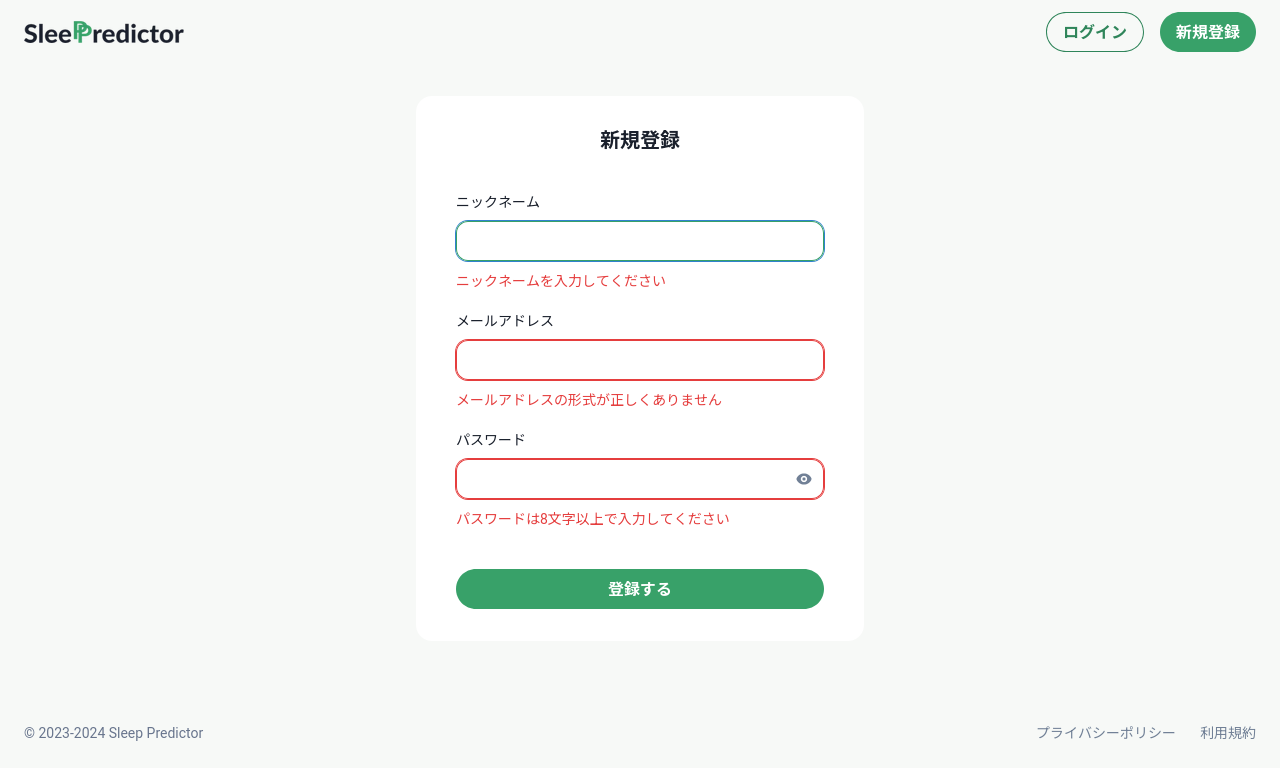 SleePredictor
ログイン
新規登録
新規登録
ニックネーム
ニックネームを入力してください
メールアドレス
メールアドレスの形式が正しくありません
パスワード
パスワードは8文字以上で入力してください
登録する
© 2023-2024 Sleep Predictor
プライバシーポリシー
利用規約